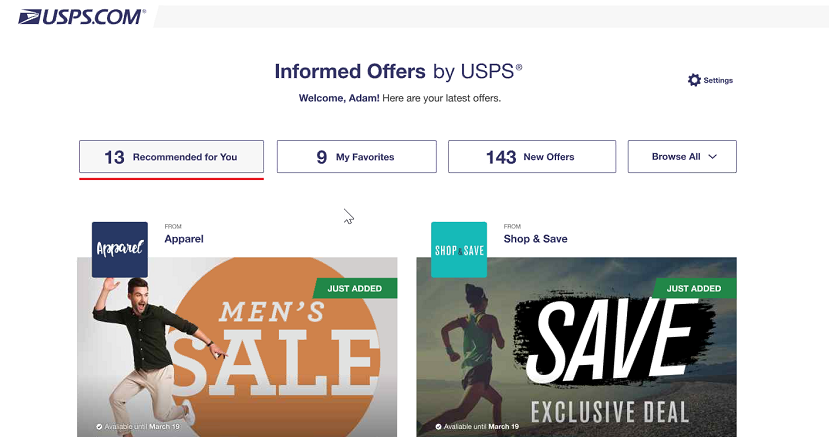 USPS.COM®
Informed Offers by USPS®
Settings
Welcome, Adam! Here are your latest offers.
13 Recommended for You
9 My Favorites
143 New Offers
Browse All
FROM
Apparel
Apparel
JUST ADDED
MEN'S
SALE
Available until March 19
FROM
Shop & Save
SHOP & SAVE
JUST ADDED
SAVE
EXCLUSIVE DEAL
Available until March 19